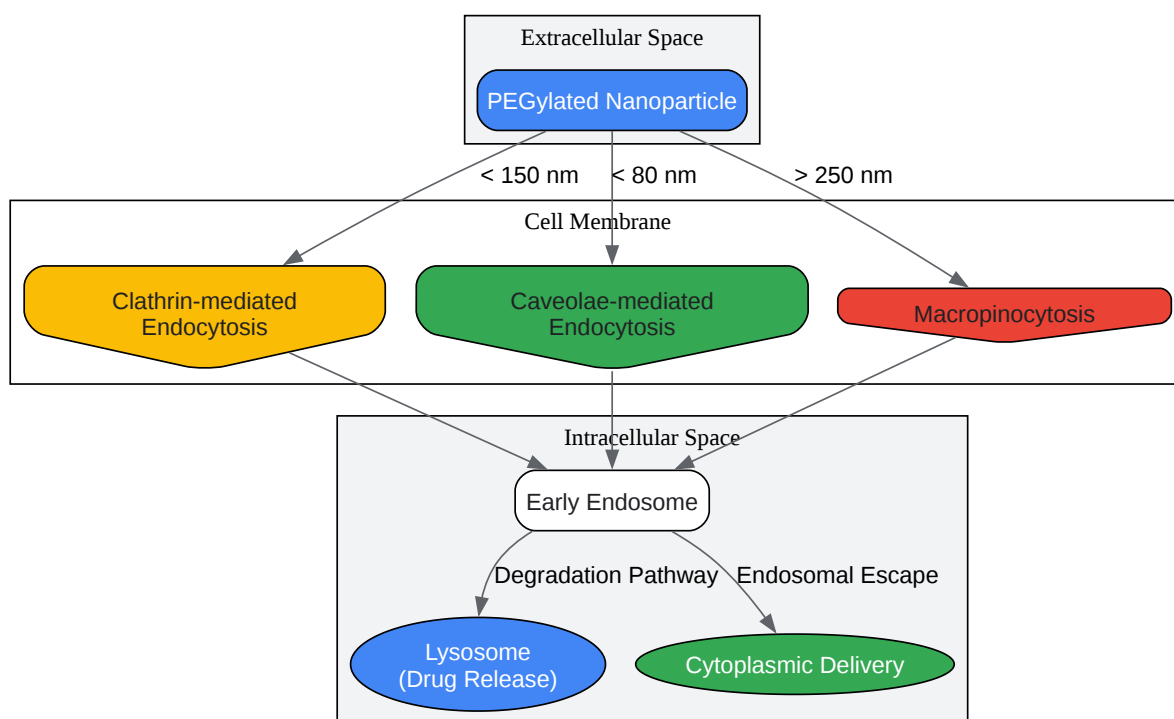 Extracellular Space
PEGylated Nanoparticle
< 150 nm
< 80 nm
> 250 nm
Cell Membrane
Clathrin-mediated
Endocytosis
Caveolae-mediated
Endocytosis
Macropinocytosis
Intracellular Space
Early Endosome
Degradation Pathway
Endosomal Escape
Lysosome
(Drug Release)
Cytoplasmic Delivery